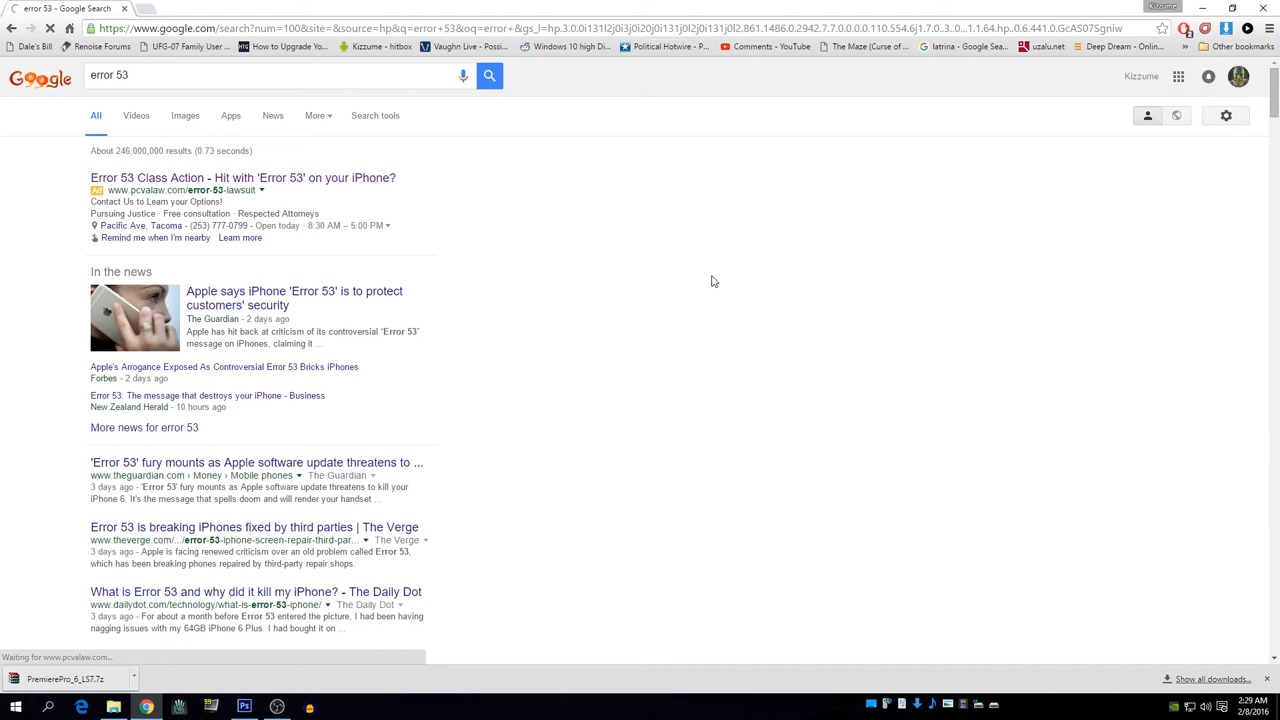 error 53 - Google Search
Kizzume
https://www.google.com/search?num=100&site=&source=hp&q=error+53&oq=error+&gs_l=hp.3.0.0i131l2j0i3j0i20j0i131j0l2j0i131j0l2.861.1486.0.2942.7.7.0.0.0.0.110.554.6j1.7.0..3..0...1.1.64.hp..0.6.441.0.GcAS07Sgniw
Dale's Bill
Renoise Forums
UFG-07 Family User ...
Kizzume - hitbox
Vaughn Live - Possibl...
Windows 10 high di...
Political Hotwire - P...
Comments - YouTube
The Maze (Curse of ...
latrina - Google Sea...
uzalu.net
Deep Dream - Onli...
»
Other bookmarks
Google
error 53
Kizzume
All
Videos
Images
Apps
News
More
Search tools
About 246,000,000 results (0.73 seconds)
Error 53 Class Action - Hit with 'Error 53' on your iPhone?
Ad www.pcvalaw.com/error-53-lawsuit
Contact Us to Learn your Options!
Pursuing Justice · Free consultation · Respected Attorneys
Pacific Ave, Tacoma - (253) 777-0799 - Open today · 8:30 AM – 5:00 PM
Remind me when I'm nearby Learn more
In the news
Apple says iPhone 'Error 53' is to protect
customers' security
The Guardian - 2 days ago
Apple has hit back at criticism of its controversial “Error 53”
message on iPhones, claiming it ...
Apple's Arrogance Exposed As Controversial Error 53 Bricks iPhones
Forbes - 2 days ago
Error 53: The message that destroys your iPhone - Business
New Zealand Herald - 10 hours ago
More news for error 53
'Error 53' fury mounts as Apple software update threatens to ...
www.theguardian.com › Money › Mobile phones The Guardian
3 days ago - 'Error 53' fury mounts as Apple software update threatens to kill your
iPhone 6. It's the message that spells doom and will render your handset ...
Error 53 is breaking iPhones fixed by third parties | The Verge
www.theverge.com/.../error-53-iphone-screen-repair-third-par... The Verge
3 days ago - Apple is facing renewed criticism over an old problem called Error 53,
which has been breaking phones repaired by third-party repair shops.
What is Error 53 and why did it kill my iPhone? - The Daily Dot
www.dailydot.com/technology/what-is-error-53-iphone/ The Daily Dot
3 days ago - For about a month before Error 53 entered the picture, I had been having
nagging issues with my 64GB iPhone 6 Plus. I had bought it on ...
Waiting for www.pcvalaw.com...
PremierePro_6_LS7.7z
Show all downloads...
2:29 AM
2/8/2016